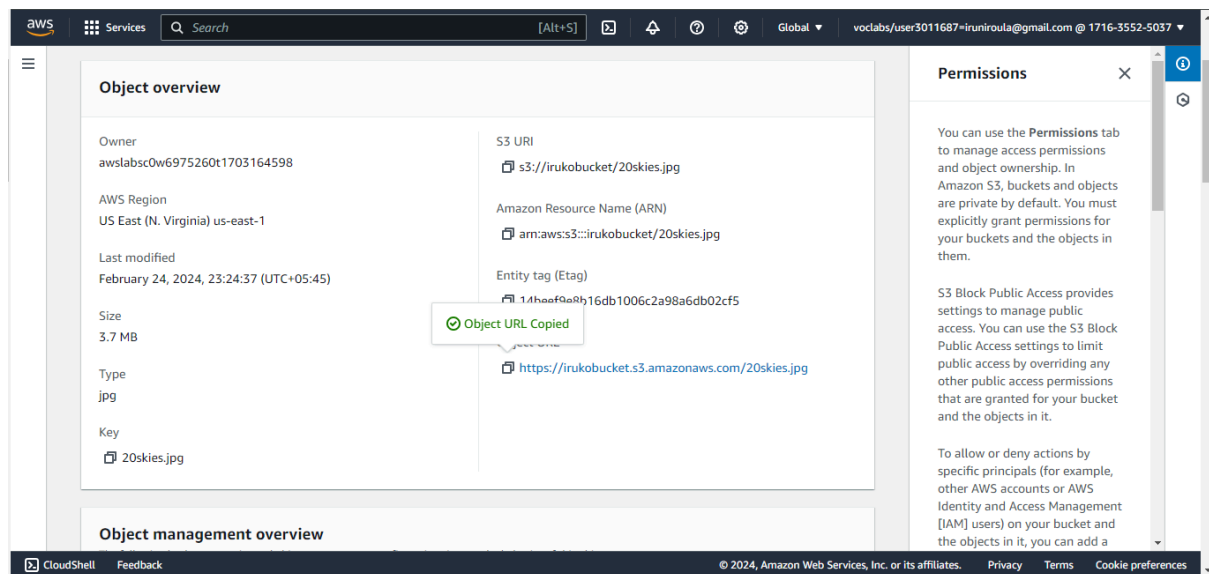 aws
Services
Search
[Alt+S]
Global
voclabs/user3011687=iruniroula@gmail.com @ 1716-3552-5037
Object overview
Owner
awslabsc0w6975260t1703164598
AWS Region
US East (N. Virginia) us-east-1
Last modified
February 24, 2024, 23:24:37 (UTC+05:45)
Size
3.7 MB
Type
jpg
Key
20skies.jpg
S3 URI
s3://irukobucket/20skies.jpg
Amazon Resource Name (ARN)
arn:aws:s3:::irukobucket/20skies.jpg
Entity tag (Etag)
14beef9e8b16db1006c2a98a6db02cf5
Object URL Copied
https://irukobucket.s3.amazonaws.com/20skies.jpg
Object management overview
Permissions
You can use the Permissions tab
to manage access permissions
and object ownership. In
Amazon S3, buckets and objects
are private by default. You must
explicitly grant permissions for
your buckets and the objects in
them.
S3 Block Public Access provides
settings to manage public
access. You can use the S3 Block
Public Access settings to limit
public access by overriding any
other public access permissions
that are granted for your bucket
and the objects in it.
To allow or deny actions by
specific principals (for example,
other AWS accounts or AWS
Identity and Access Management
[IAM] users) on your bucket and
the objects in it, you can add a
CloudShell
Feedback
© 2024, Amazon Web Services, Inc. or its affiliates.
Privacy
Terms
Cookie preferences